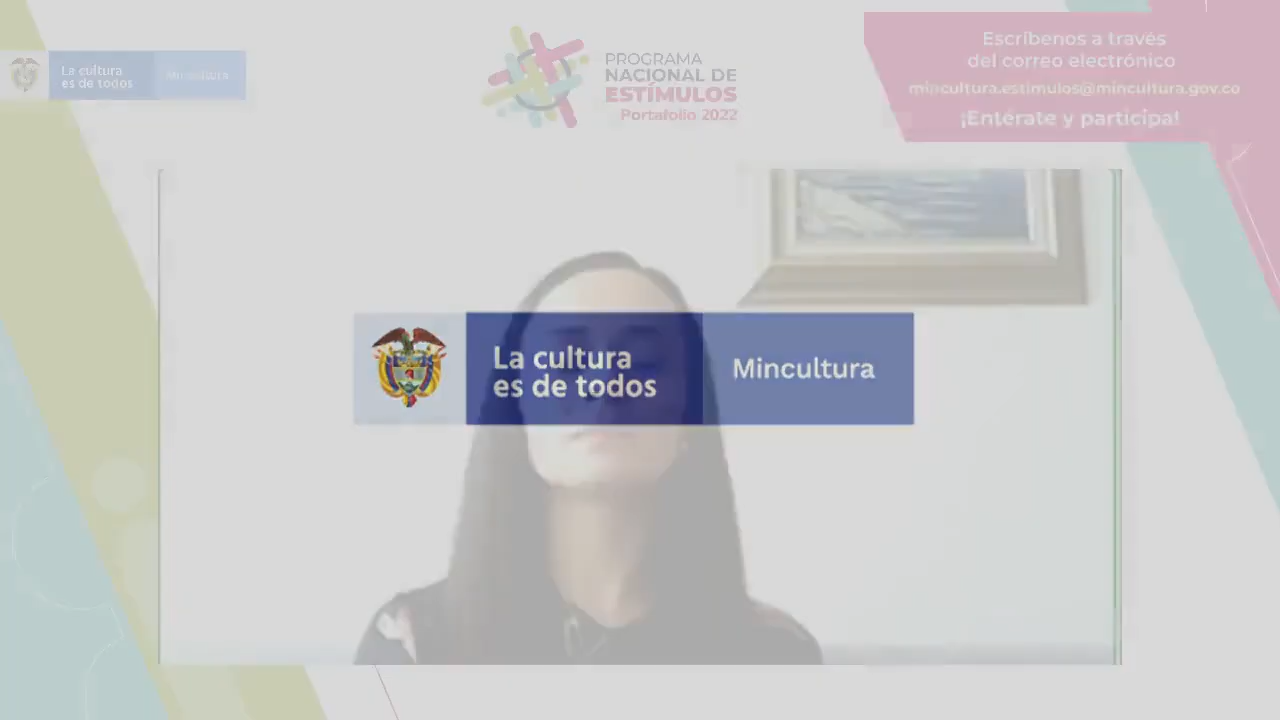 La cultura
es de todos
Mincultura
PROGRAMA
NACIONAL DE
ESTÍMULOS
Portafolio 2022
Escríbenos a través
del correo electrónico
mincultura.estimulos@mincultura.gov.co
¡Entérate y participa!
La cultura
es de todos
Mincultura